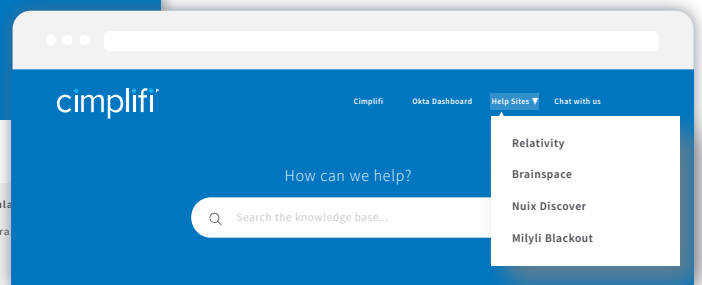 cimplifi
Cimplifi Okta Dashboard Help Sites ▼ Chat with us
Relativity
How can we help?
Brainspace
Nuix Discover
Search the knowledge base...
Milyli Blackout